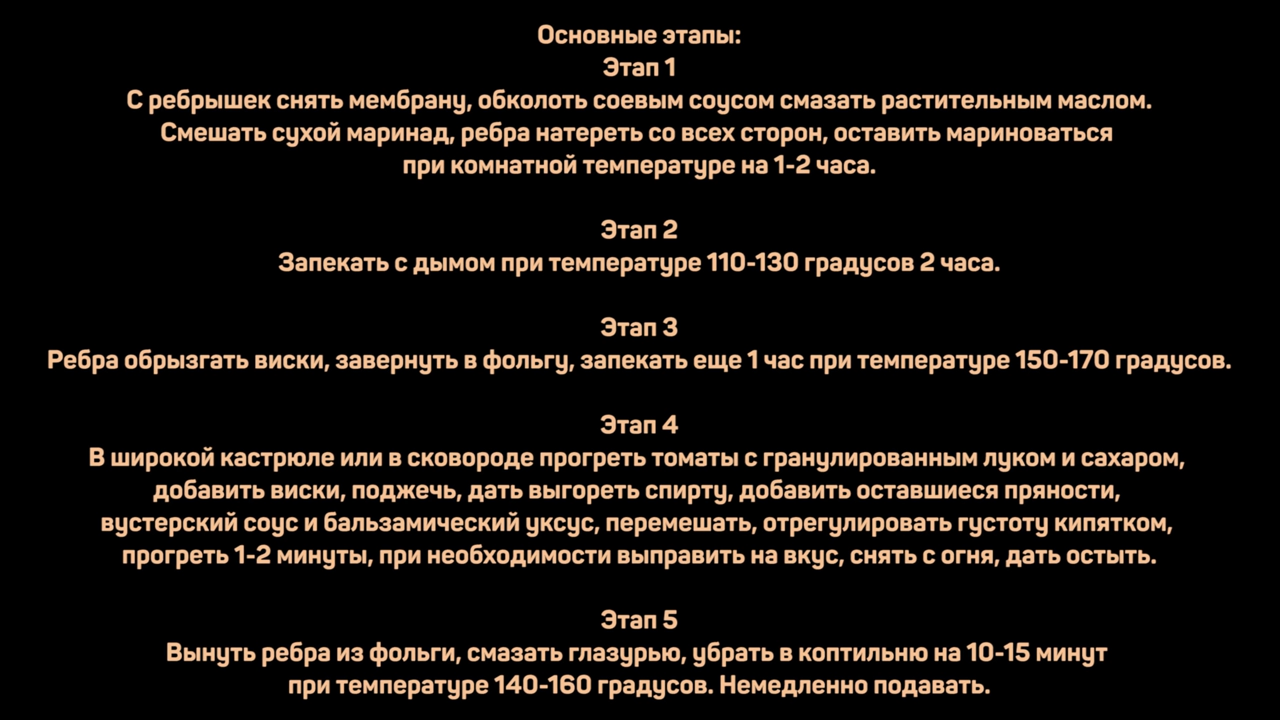 Основные этапы:
Этап 1
С ребрышек снять мембрану, обколоть соевым соусом смазать растительным маслом.
Смешать сухой маринад, ребра натереть со всех сторон, оставить мариноваться
при комнатной температуре на 1-2 часа.
Этап 2
Запекать с дымом при температуре 110-130 градусов 2 часа.
Этап 3
Ребра обрызгать виски, завернуть в фольгу, запекать еще 1 час при температуре 150-170 градусов.
Этап 4
В широкой кастрюле или в сковороде прогреть томаты с гранулированным луком и сахаром,
добавить виски, поджечь, дать выгореть спирту, добавить оставшиеся пряности,
вустерский соус и бальзамический уксус, перемешать, отрегулировать густоту кипятком,
прогреть 1-2 минуты, при необходимости выправить на вкус, снять с огня, дать остыть.
Этап 5
Вынуть ребра из фольги, смазать глазурью, убрать в коптильню на 10-15 минут
при температуре 140-160 градусов. Немедленно подавать.